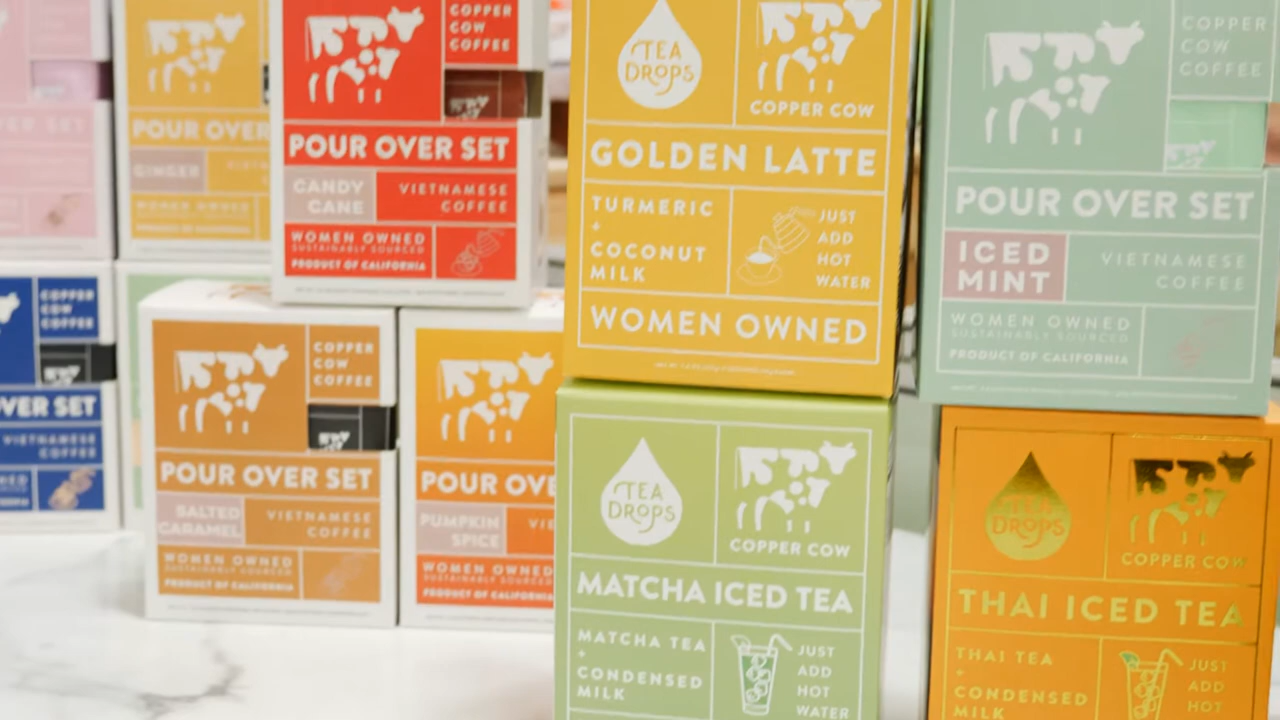 POUR OVER
GINGER
COPPER
COW
COFFEE
POUR OVER SET
CANDY
CANE
VIETNAMESE
COFFEE
WOMEN OWNED
SUSTAINABLY SOURCED
PRODUCT OF CALIFORNIA
TEA
DROPS
COPPER COW
GOLDEN LATTE
TURMERIC
+
COCONUT
MILK
JUST
ADD
HOT
WATER
WOMEN OWNED
COPPER
COW
COFFEE
POUR OVER SET
ICED
MINT
VIETNAMESE
COFFEE
WOMEN OWNED
SUSTAINABLY SOURCED
PRODUCT OF CALIFORNIA
COPPER
COW
COFFEE
VER SET
VIETNAMESE
COFFEE
COPPER
COW
COFFEE
POUR OVER SET
SALTED
CARAMEL
VIETNAMESE
COFFEE
WOMEN OWNED
SUSTAINABLY SOURCED
PRODUCT OF CALIFORNIA
POUR OVE
PUMPKIN
SPICE
VIE
WOMEN OWNED
SUSTAINABLY SOURCED
PRODUCT OF CALIFORNIA
TEA
DROPS
COPPER COW
MATCHA ICED TEA
MATCHA TEA
+
CONDENSED
MILK
JUST
ADD
HOT
WATER
TEA
DROPS
COPPER COW
THAI ICED TEA
THAI TEA
+
CONDENSED
MILK
JUST
ADD
HOT